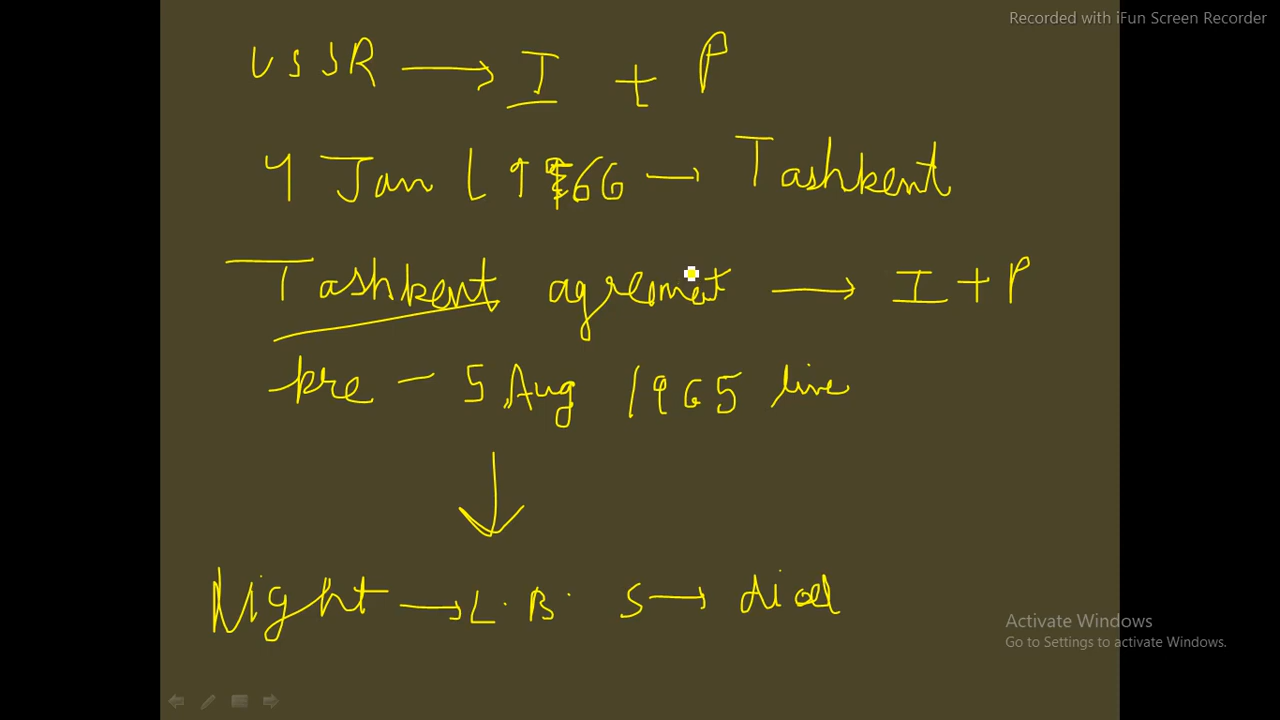 Recorded with iFun Screen Recorder
USSR → I + P
4 Jan 1966 → Tashkent
Tashkent agreement → I + P
pre - 5 Aug 1965 line
↓
Night → L. B. S → died
Activate Windows
Go to Settings to activate Windows.